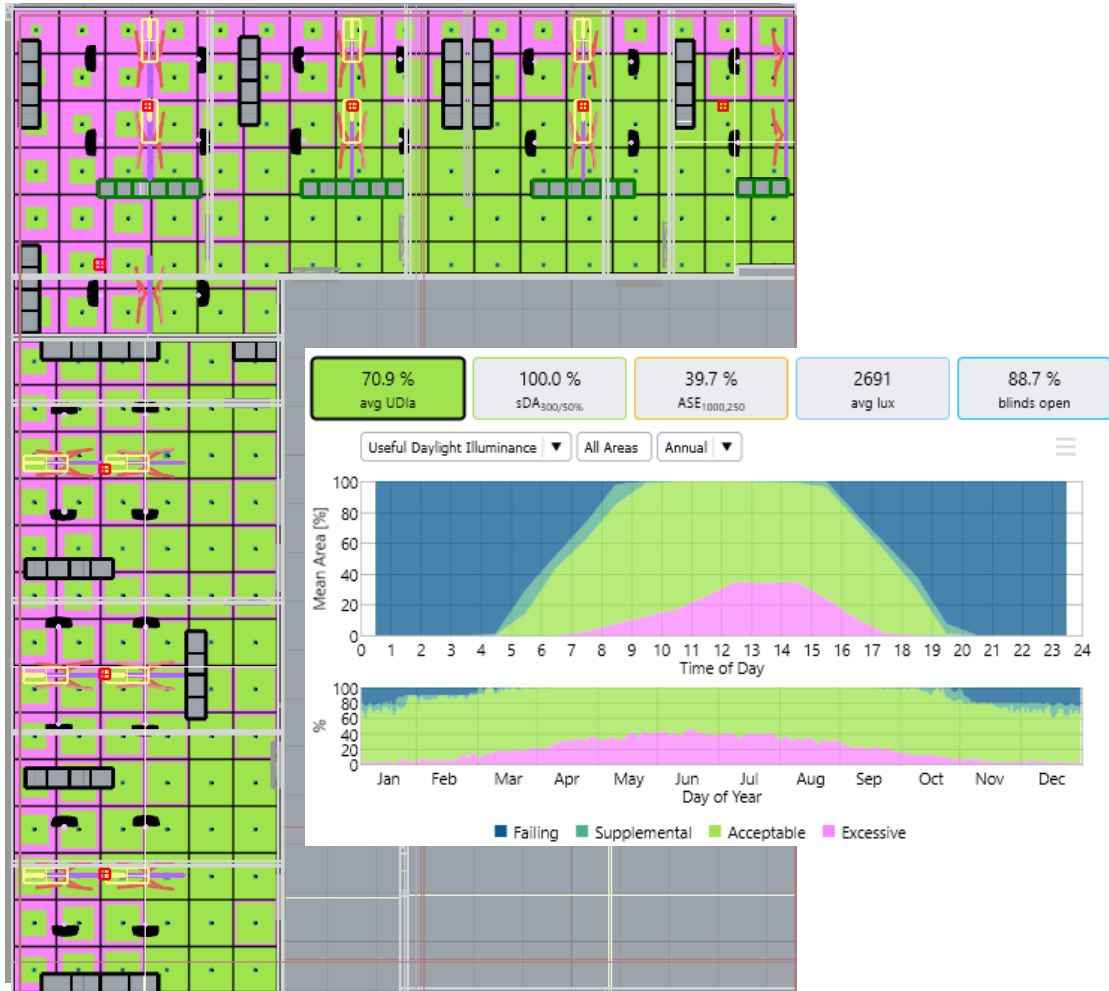 70.9 % 100.0 % 39.7 % 2691 88.7 %
avg UDIa sDA300/50% ASE1000,250 avg lux blinds open
Useful Daylight Illuminance ▼ All Areas Annual ▼
Mean Area [%]
100
80
60
40
20
0
0 1 2 3 4 5 6 7 8 9 10 11 12 13 14 15 16 17 18 19 20 21 22 23 24
Time of Day
%
100
80
60
40
20
0
Jan Feb Mar Apr May Jun Jul Aug Sep Oct Nov Dec
Day of Year
Failing Supplemental Acceptable Excessive